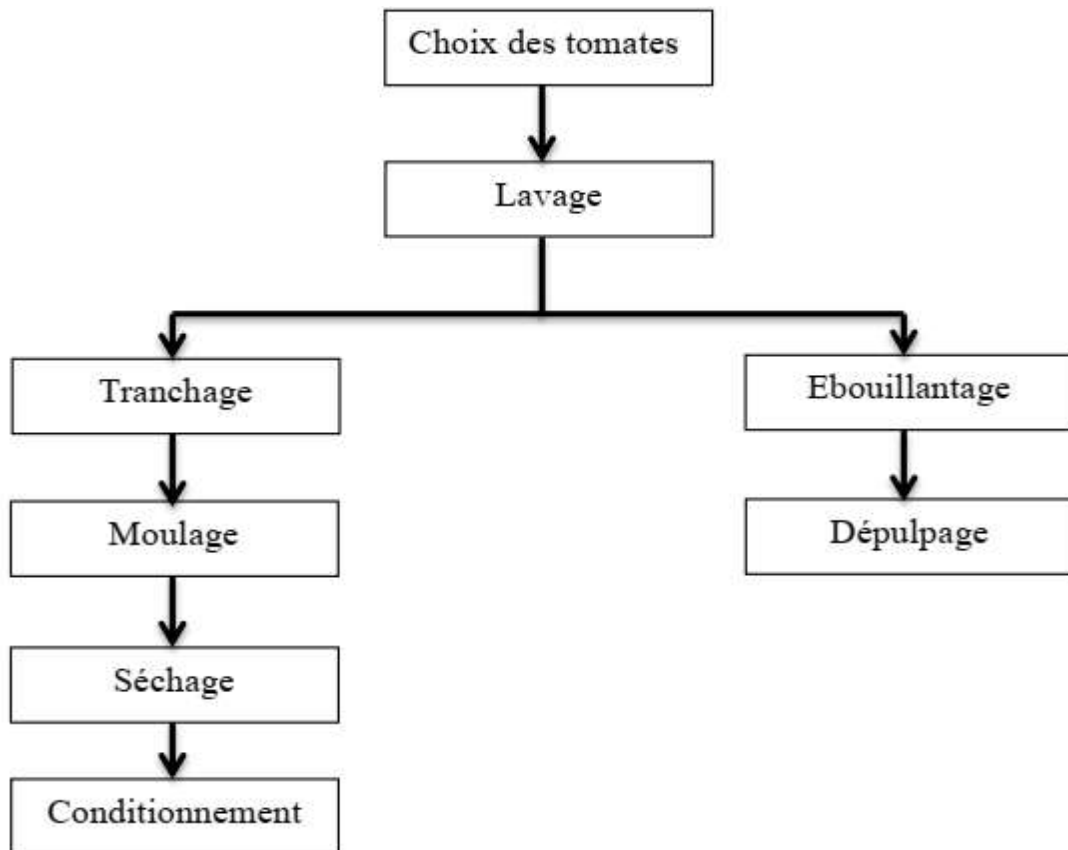 Choix des tomates
Lavage
Tranchage
Ebouillantage
Moulage
Dépulpage
Séchage
Conditionnement